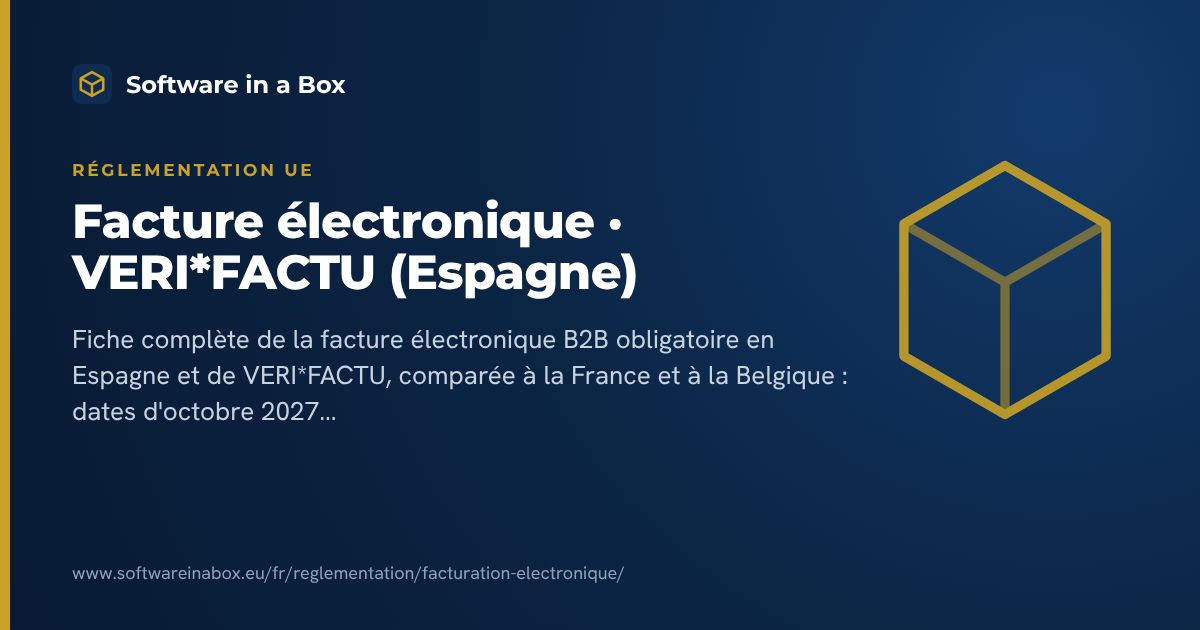 Software in a Box
RÉGLEMENTATION UE
Facture électronique ·
VERI*FACTU (Espagne)
Fiche complète de la facture électronique B2B obligatoire en
Espagne et de VERI*FACTU, comparée à la France et à la Belgique :
dates d'octobre 2027…
www.softwareinabox.eu/fr/reglementation/facturation-electronique/